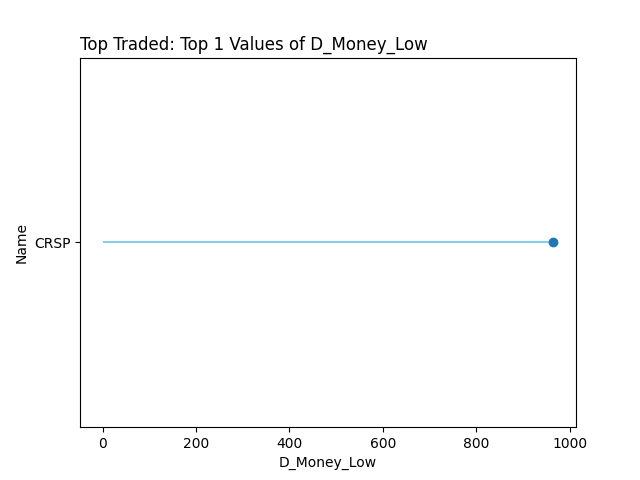 Top Traded: Top 1 Values of D_Money_Low
Name
CRSP
0 200 400 600 800 1000
D_Money_Low